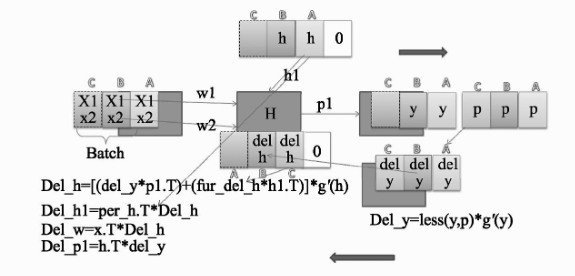 C B A
h h 0
h1
C B A
X1 X1 X1
x2 x2 x2
Batch
w1
w2
H
p1
C B A
y y
C B A
p p p
del del
h h 0
A B C
C B A
del del del
y y y
Del_h=[(del_y*p1.T)+(fur_del_h*h1.T)]*g'(h)
Del_h1=per_h.T*Del_h
Del_w=x.T*Del_h
Del_p1=h.T*del_y
Del_y=less(y,p)*g'(y)